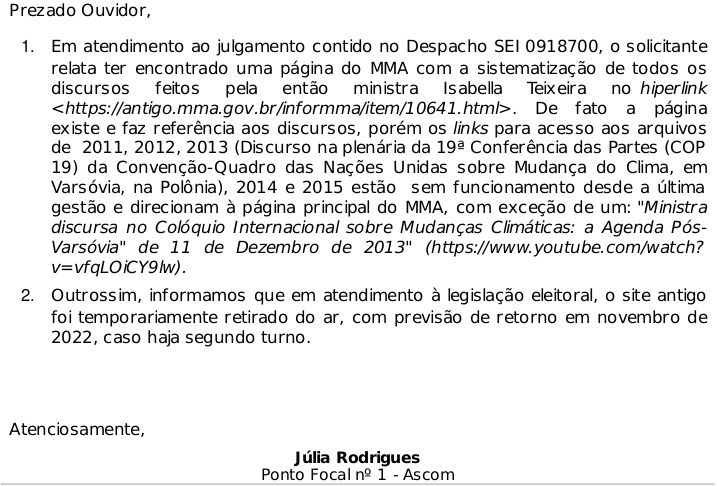 Prezado Ouvidor,
1. Em atendimento ao julgamento contido no Despacho SEI 0918700, o solicitante
relata ter encontrado uma página do MMA com a sistematização de todos os
discursos feitos pela então ministra Isabella Teixeira no hiperlink
<https://antigo.mma.gov.br/informma/item/10641.html>. De fato a página
existe e faz referência aos discursos, porém os links para acesso aos arquivos
de 2011, 2012, 2013 (Discurso na plenária da 19ª Conferência das Partes (COP
19) da Convenção-Quadro das Nações Unidas sobre Mudança do Clima, em
Varsóvia, na Polônia), 2014 e 2015 estão sem funcionamento desde a última
gestão e direcionam à página principal do MMA, com exceção de um: "Ministra
discursa no Colóquio Internacional sobre Mudanças Climáticas: a Agenda Pós-
Varsóvia" de 11 de Dezembro de 2013" (https://www.youtube.com/watch?
v=vfqLOiCY9lw).
2. Outrossim, informamos que em atendimento à legislação eleitoral, o site antigo
foi temporariamente retirado do ar, com previsão de retorno em novembro de
2022, caso haja segundo turno.
Atenciosamente,
Júlia Rodrigues
Ponto Focal nº 1 - Ascom